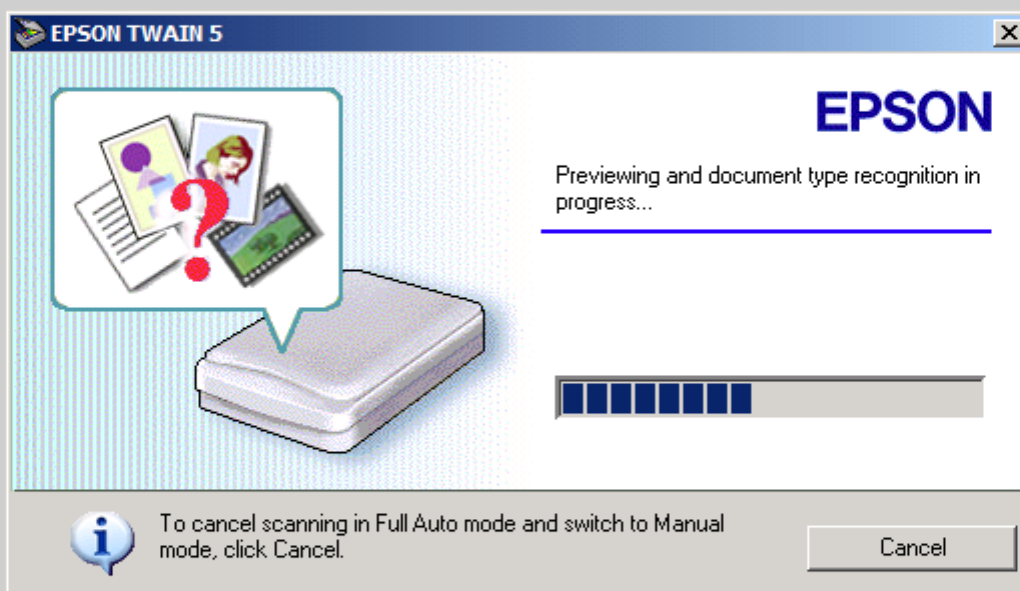 EPSON TWAIN 5
EPSON
Previewing and document type recognition in
progress...
To cancel scanning in Full Auto mode and switch to Manual
mode, click Cancel.
Cancel